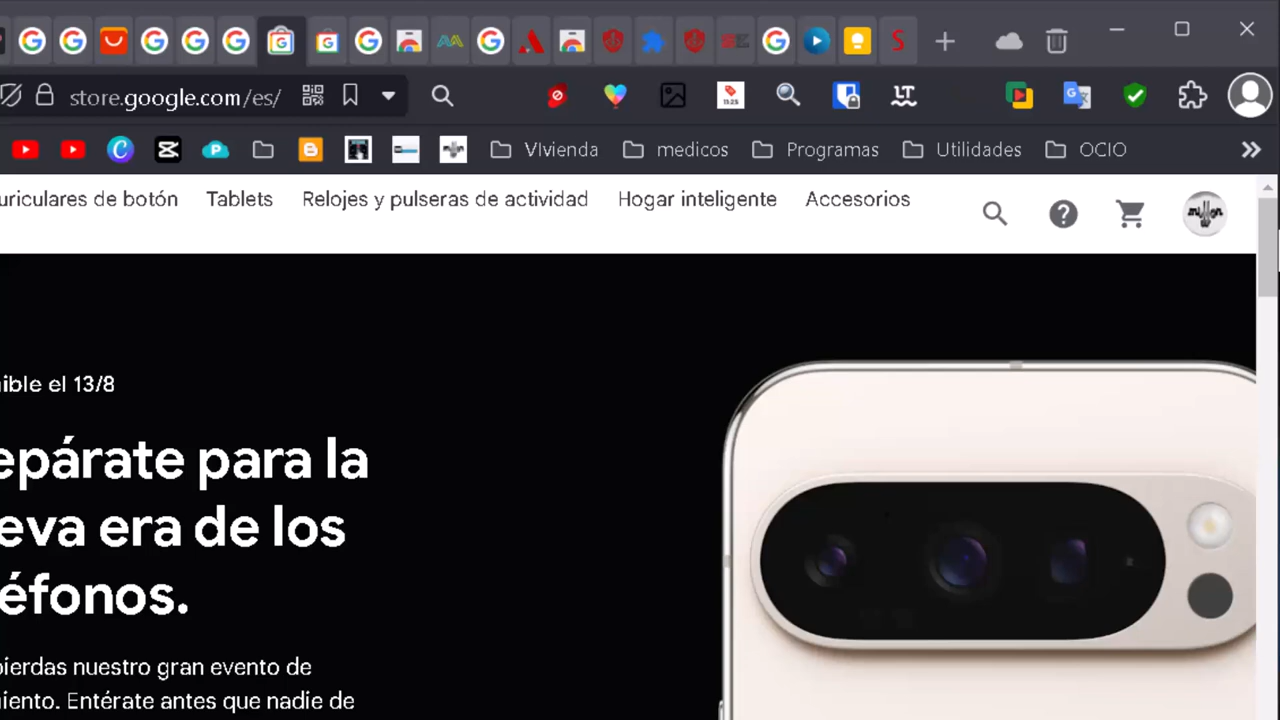 store.google.com/es/
VIvienda
medicos
Programas
Utilidades
OCIO
uriculares de botón
Tablets
Relojes y pulseras de actividad
Hogar inteligente
Accesorios
ible el 13/8
epárate para la
eva era de los
éfonos.
pierdas nuestro gran evento de
iento. Entérate antes que nadie de